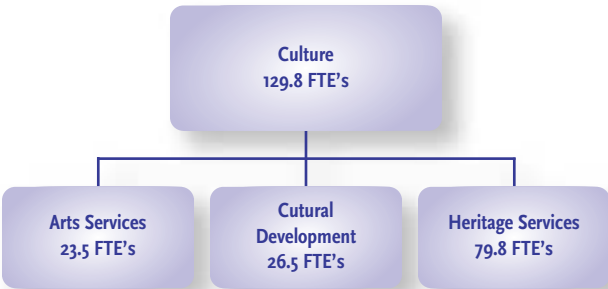 Culture
129.8 FTE’s
Arts Services
23.5 FTE’s
Cutural
Development
26.5 FTE’s
Heritage Services
79.8 FTE’s